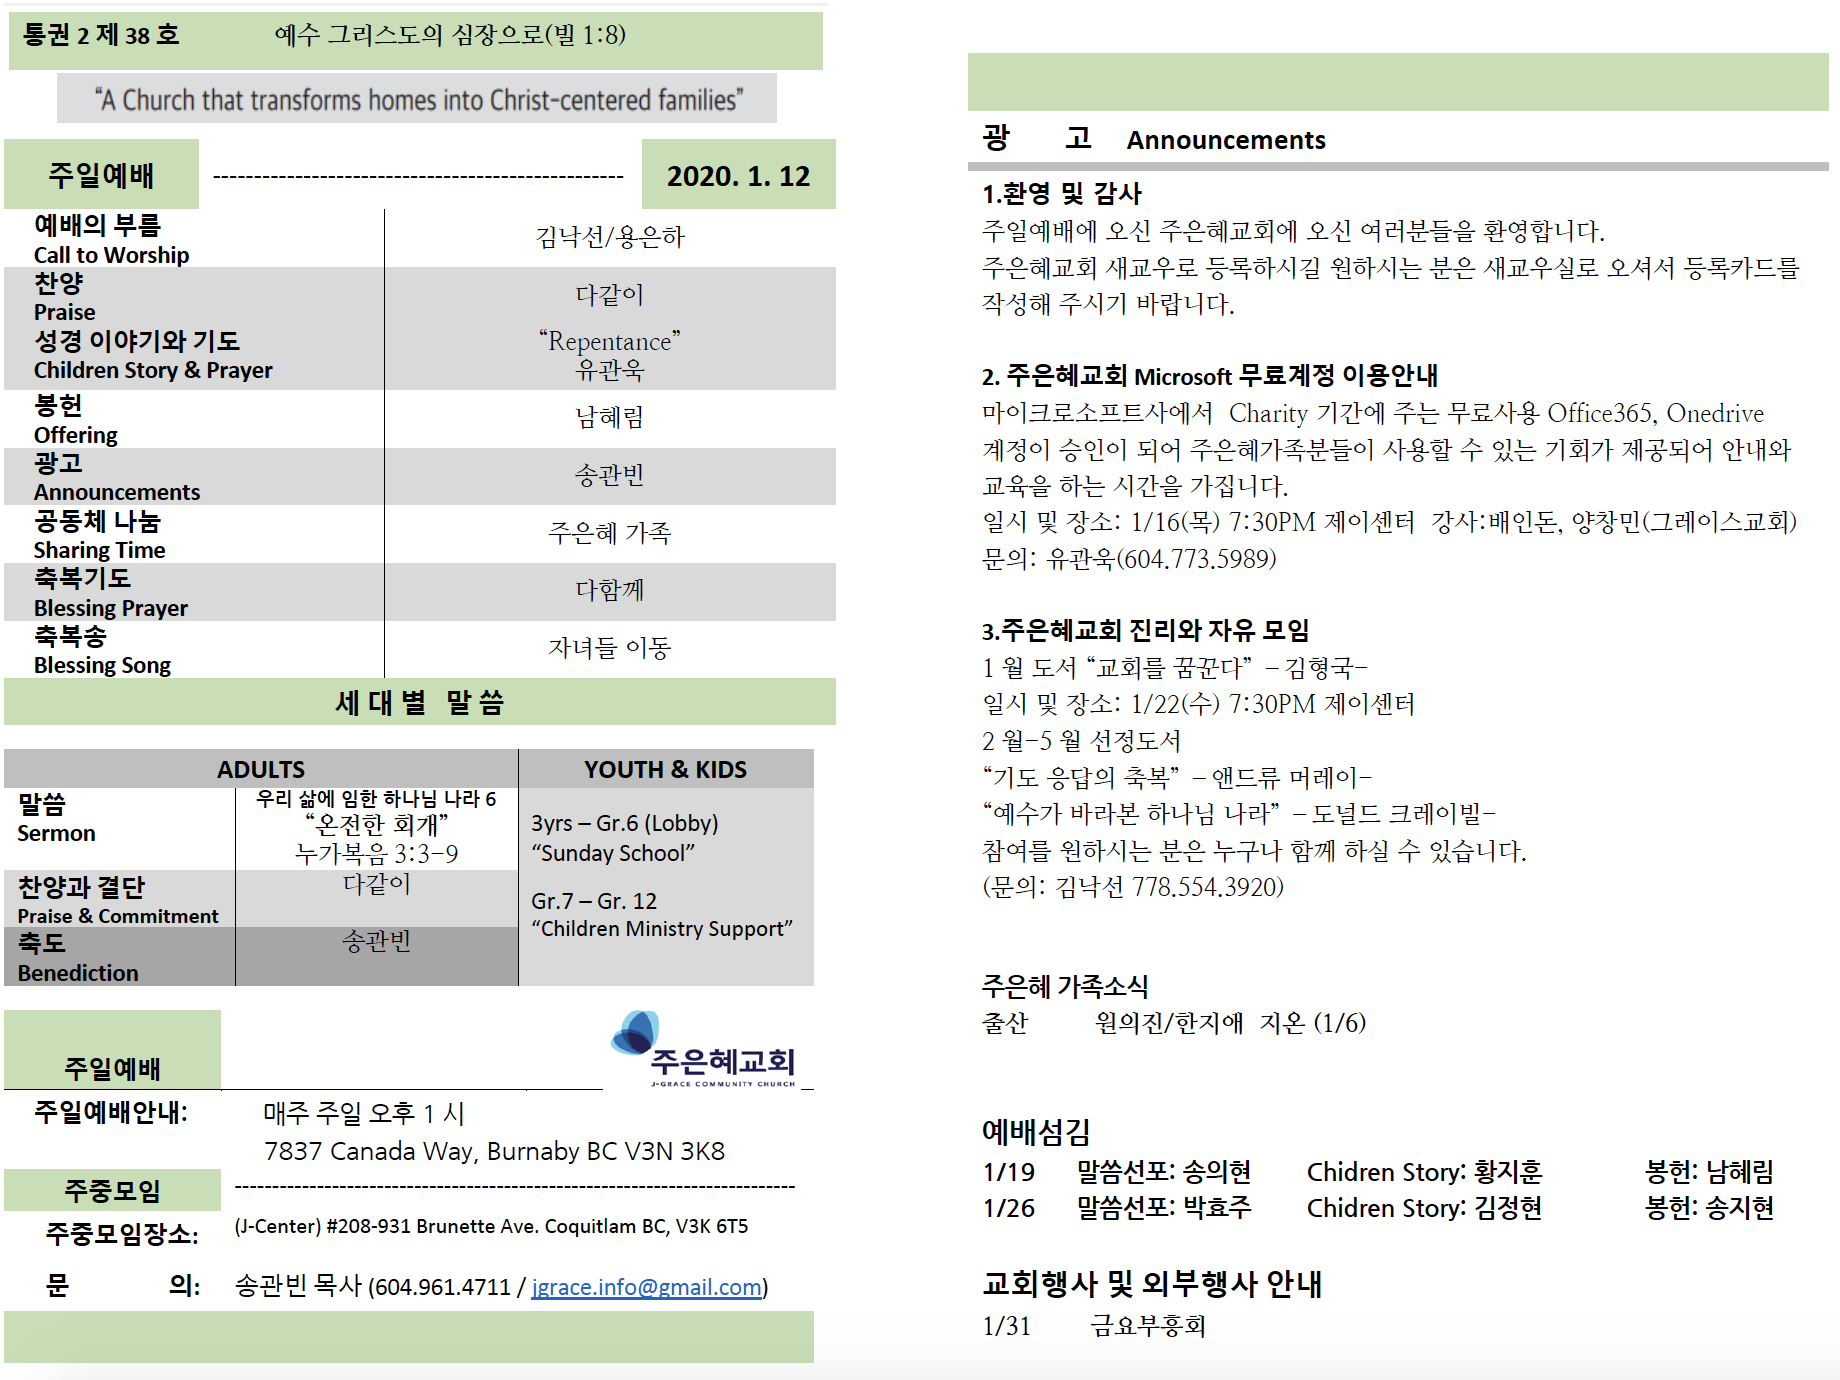 통권 2 제 38 호 예수 그리스도의 심장으로(빌 1:8)
“A Church that transforms homes into Christ-centered families”
주일예배 ------------------------------------------------- 2020. 1. 12
예배의 부름
Call to Worship
김낙선/용은하
찬양
Praise
다같이
성경 이야기와 기도
Children Story & Prayer
“Repentance”
유관욱
봉헌
Offering
남혜림
광고
Announcements
송관빈
공동체 나눔
Sharing Time
주은혜 가족
축복기도
Blessing Prayer
다함께
축복송
Blessing Song
자녀들 이동
세 대 별 말 씀
ADULTS
YOUTH & KIDS
말씀
Sermon
우리 삶에 임한 하나님 나라 6
“온전한 회개”
누가복음 3:3-9
찬양과 결단
Praise & Commitment
다같이
축도
Benediction
송관빈
3yrs – Gr.6 (Lobby)
“Sunday School”
Gr.7 – Gr. 12
“Children Ministry Support”
주일예배
주은혜교회
J-GRACE COMMUNITY CHURCH
주일예배안내: 매주 주일 오후 1 시
7837 Canada Way, Burnaby BC V3N 3K8
주중모임 -------------------------------------------------------------------------
주중모임장소: (J-Center) #208-931 Brunette Ave. Coquitlam BC, V3K 6T5
문 의: 송관빈 목사 (604.961.4711 / jgrace.info@gmail.com)
광 고 Announcements
1.환영 및 감사
주일예배에 오신 주은혜교회에 오신 여러분들을 환영합니다.
주은혜교회 새교우로 등록하시길 원하시는 분은 새교우실로 오셔서 등록카드를
작성해 주시기 바랍니다.
2. 주은혜교회 Microsoft 무료계정 이용안내
마이크로소프트사에서 Charity 기간에 주는 무료사용 Office365, Onedrive
계정이 승인이 되어 주은혜가족분들이 사용할 수 있는 기회가 제공되어 안내와
교육을 하는 시간을 가집니다.
일시 및 장소: 1/16(목) 7:30PM 제이센터 강사:배인돈, 양창민(그레이스교회)
문의: 유관욱(604.773.5989)
3.주은혜교회 진리와 자유 모임
1 월 도서 “교회를 꿈꾼다” –김형국-
일시 및 장소: 1/22(수) 7:30PM 제이센터
2 월-5 월 선정도서
“기도 응답의 축복” –앤드류 머레이-
“예수가 바라본 하나님 나라” –도널드 크레이빌-
참여를 원하시는 분은 누구나 함께 하실 수 있습니다.
(문의: 김낙선 778.554.3920)
주은혜 가족소식
출산 원의진/한지애 지온 (1/6)
예배섬김
1/19 말씀선포: 송의현 Chidren Story: 황지훈 봉헌: 남혜림
1/26 말씀선포: 박효주 Chidren Story: 김정현 봉헌: 송지현
교회행사 및 외부행사 안내
1/31 금요부흥회